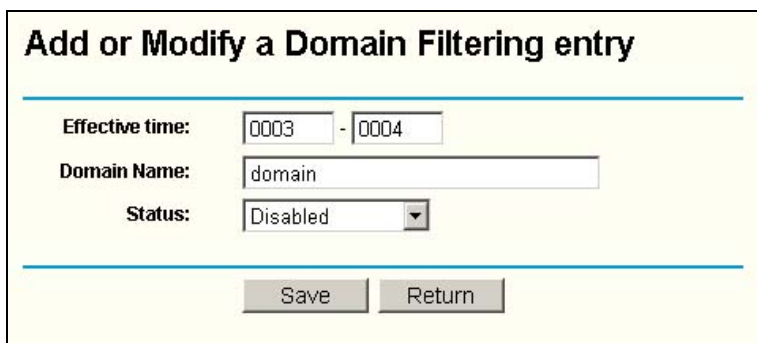 Add or Modify a Domain Filtering entry
Effective time: 0003 - 0004
Domain Name: domain
Status: Disabled
Save Return